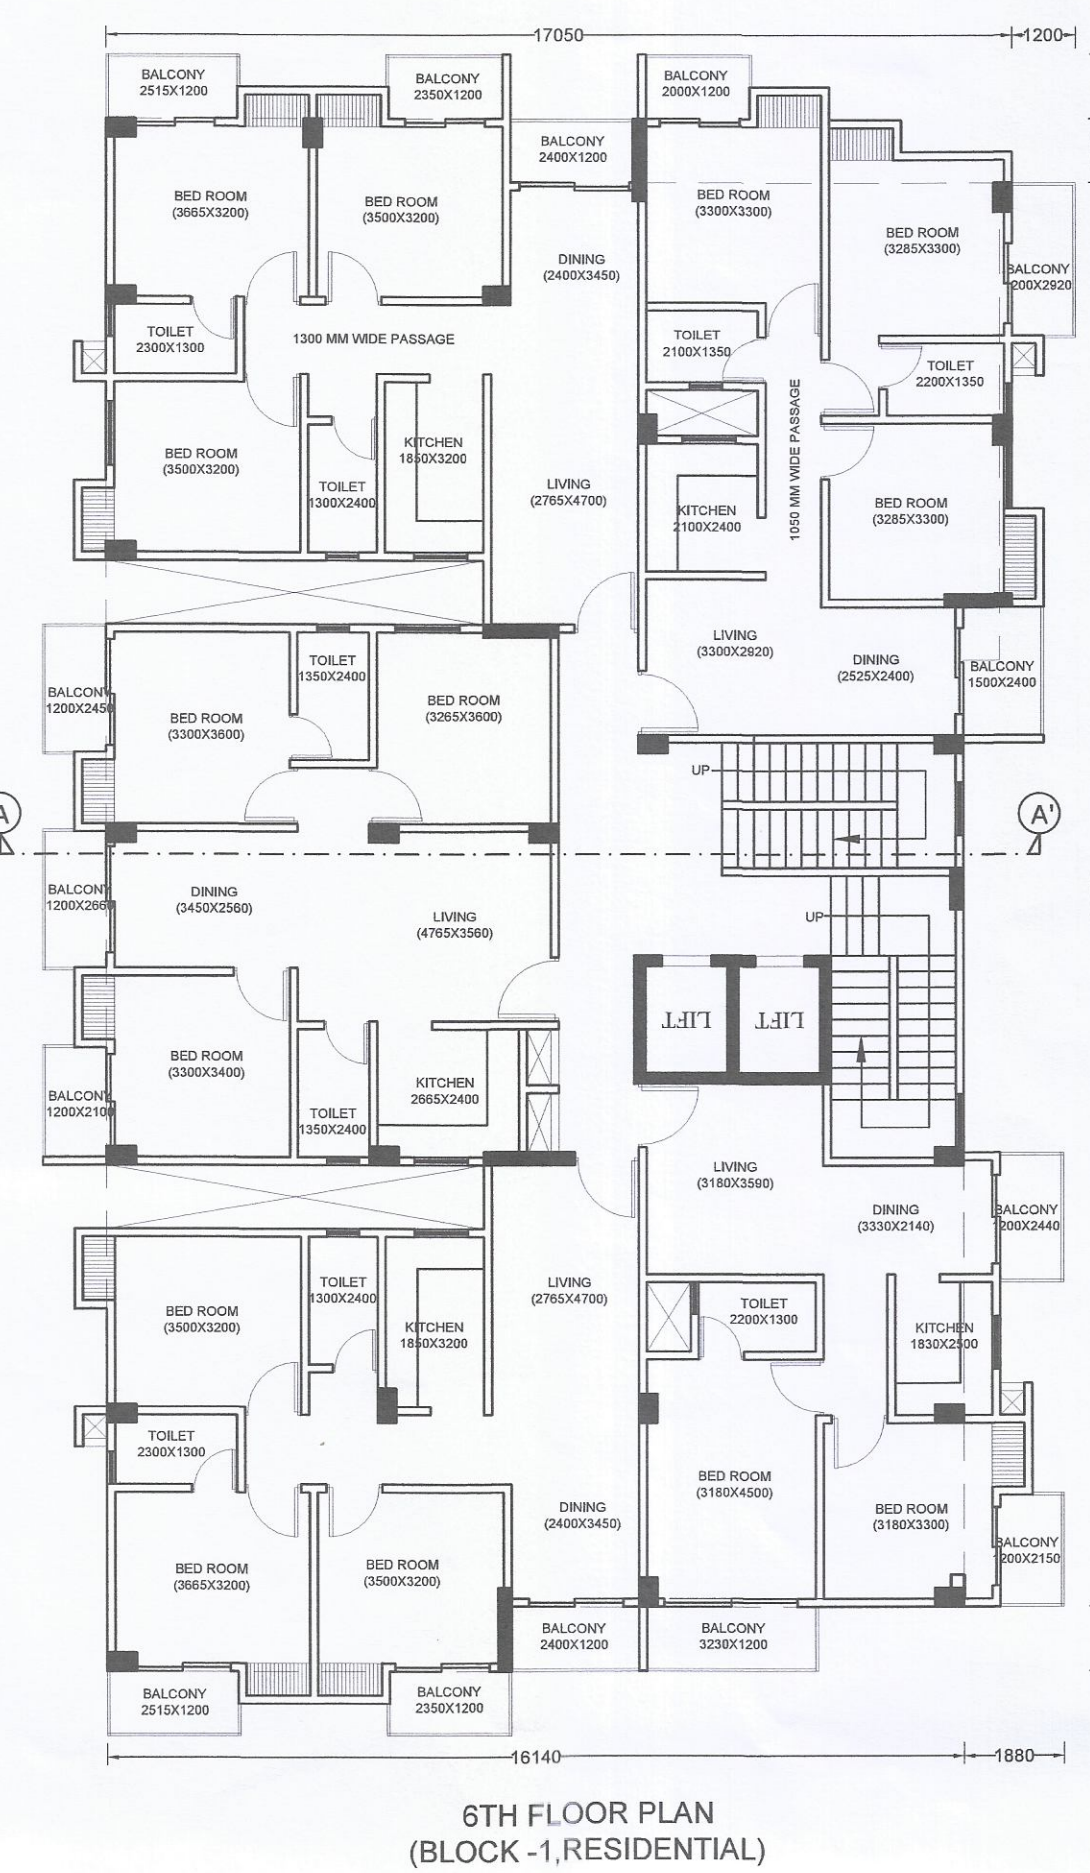 17050
1200
BALCONY
2515X1200
BALCONY
2350X1200
BALCONY
2000X1200
BALCONY
2400X1200
BED ROOM
(3665X3200)
BED ROOM
(3500X3200)
BED ROOM
(3300X3300)
BED ROOM
(3285X3300)
DINING
(2400X3450)
BALCONY
200X2920
TOILET
2300X1300
1300 MM WIDE PASSAGE
TOILET
2100X1350
TOILET
2200X1350
1050 MM WIDE PASSAGE
BED ROOM
(3500X3200)
KITCHEN
1850X3200
TOILET
1300X2400
LIVING
(2765X4700)
KITCHEN
2100X2400
BED ROOM
(3285X3300)
LIVING
(3300X2920)
DINING
(2525X2400)
BALCONY
1500X2400
BALCONY
1200X2450
TOILET
1350X2400
BED ROOM
(3300X3600)
BED ROOM
(3265X3600)
UP
A
A'
BALCONY
1200X2660
DINING
(3450X2560)
LIVING
(4765X3560)
UP
LIFT
LIFT
BED ROOM
(3300X3400)
BALCONY
1200X2100
TOILET
1350X2400
KITCHEN
2665X2400
LIVING
(3180X3590)
DINING
(3330X2140)
BALCONY
200X2440
BED ROOM
(3500X3200)
TOILET
1300X2400
KITCHEN
1850X3200
LIVING
(2765X4700)
TOILET
2200X1300
KITCHEN
1830X2500
TOILET
2300X1300
BED ROOM
(3180X4500)
BED ROOM
(3180X3300)
DINING
(2400X3450)
BALCONY
200X2150
BED ROOM
(3665X3200)
BED ROOM
(3500X3200)
BALCONY
2400X1200
BALCONY
3230X1200
BALCONY
2515X1200
BALCONY
2350X1200
16140
1880
6TH FLOOR PLAN
(BLOCK -1,RESIDENTIAL)